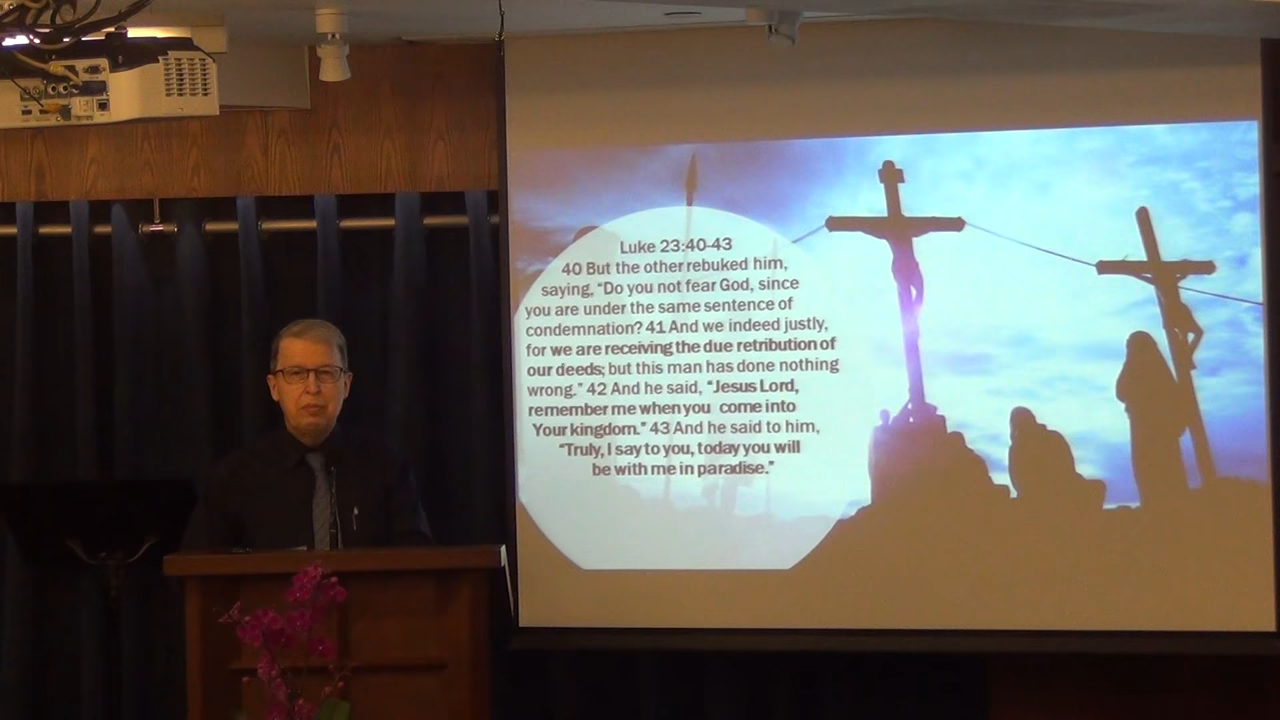 Luke 23:40-43
40 But the other rebuked him,
saying, “Do you not fear God, since
you are under the same sentence of
condemnation? 41 And we indeed justly,
for we are receiving the due retribution of
our deeds; but this man has done nothing
wrong.” 42 And he said, “Jesus Lord,
remember me when you come into
Your kingdom.” 43 And he said to him,
“Truly, I say to you, today you will
be with me in paradise.”